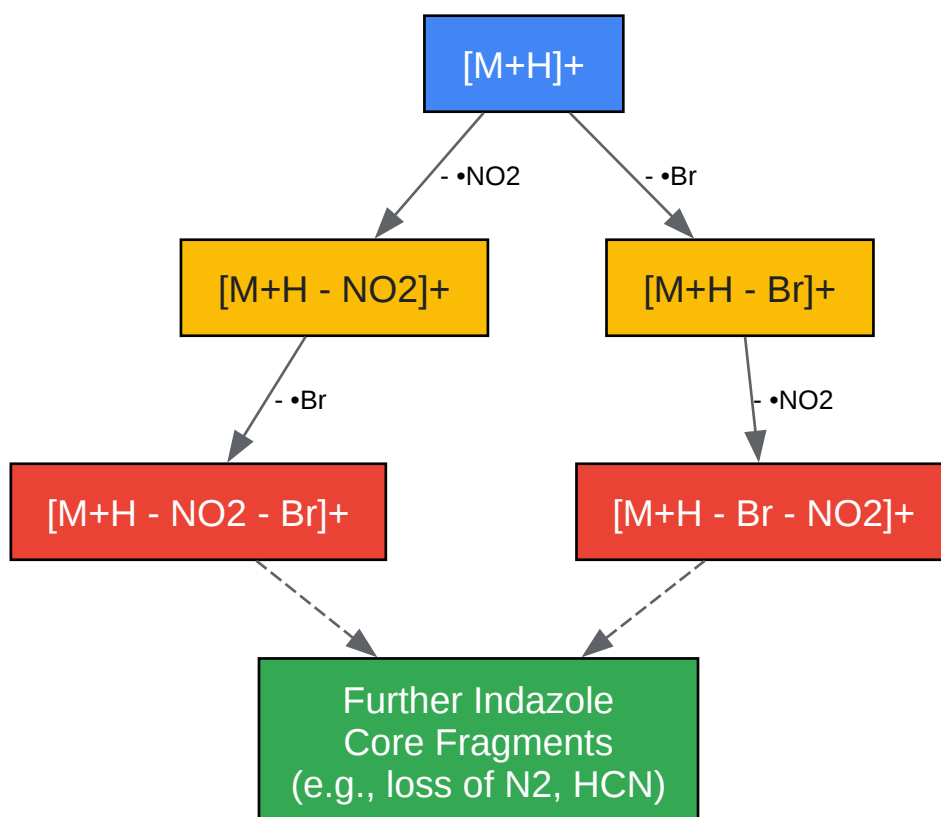 [M+H]+
- •NO2
- •Br
[M+H - NO2]+
[M+H - Br]+
- •Br
- •NO2
[M+H - NO2 - Br]+
[M+H - Br - NO2]+
Further Indazole
Core Fragments
(e.g., loss of N2, HCN)